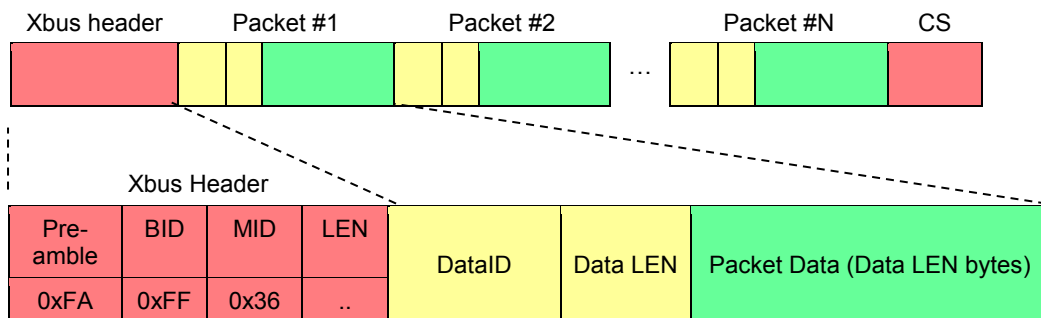 Xbus header Packet #1 Packet #2 Packet #N CS
...
Xbus Header
Pre- BID MID LEN
amble
DataID Data LEN Packet Data (Data LEN bytes)
0xFA 0xFF 0x36 ..